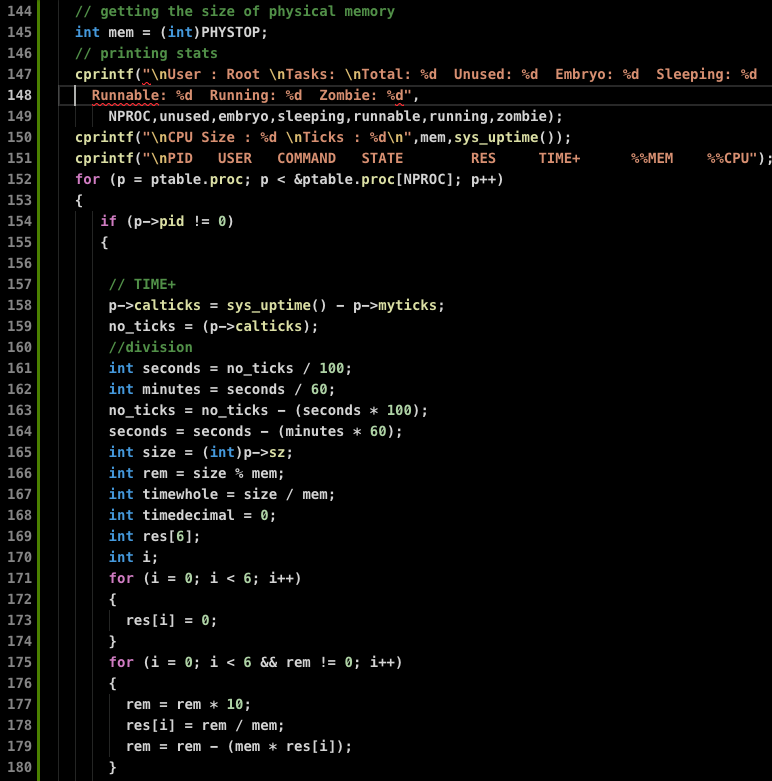 144 // getting the size of physical memory
145 int mem = (int)PHYSTOP;
146 // printing stats
147 cprintf("\nUser : Root \nTasks: \nTotal: %d  Unused: %d  Embryo: %d  Sleeping: %d
148 Runnable: %d  Running: %d  Zombie: %d",
149 NPROC,unused,embryo,sleeping,runnable,running,zombie);
150 cprintf("\nCPU Size : %d \nTicks : %d\n",mem,sys_uptime());
151 cprintf("\nPID   USER   COMMAND   STATE        RES     TIME+      %%MEM    %%CPU");
152 for (p = ptable.proc; p < &ptable.proc[NPROC]; p++)
153 {
154 if (p->pid != 0)
155 {
156
157 // TIME+
158 p->calticks = sys_uptime() - p->myticks;
159 no_ticks = (p->calticks);
160 //division
161 int seconds = no_ticks / 100;
162 int minutes = seconds / 60;
163 no_ticks = no_ticks - (seconds * 100);
164 seconds = seconds - (minutes * 60);
165 int size = (int)p->sz;
166 int rem = size % mem;
167 int timewhole = size / mem;
168 int timedecimal = 0;
169 int res[6];
170 int i;
171 for (i = 0; i < 6; i++)
172 {
173 res[i] = 0;
174 }
175 for (i = 0; i < 6 && rem != 0; i++)
176 {
177 rem = rem * 10;
178 res[i] = rem / mem;
179 rem = rem - (mem * res[i]);
180 }